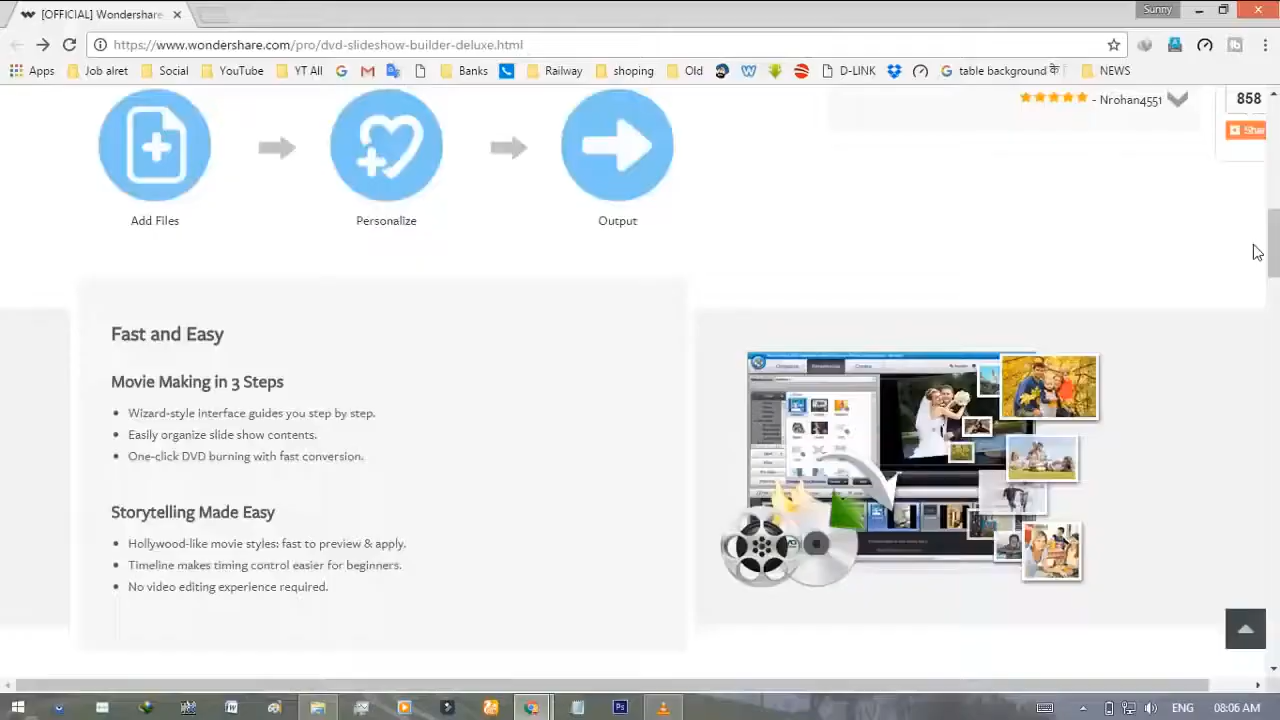 [OFFICIAL] Wondershare
Sunny
https://www.wondershare.com/pro/dvd-slideshow-builder-deluxe.html
Apps Job alret Social YouTube YT All Banks Railway shoping Old D-LINK table background के NEWS
- Nrohan4551
858
Shar
Add Files Personalize Output
Fast and Easy
Movie Making in 3 Steps
Wizard-style interface guides you step by step.
Easily organize slide show contents.
One-click DVD burning with fast conversion.
Storytelling Made Easy
Hollywood-like movie styles: fast to preview & apply.
Timeline makes timing control easier for beginners.
No video editing experience required.
ENG 08:06 AM